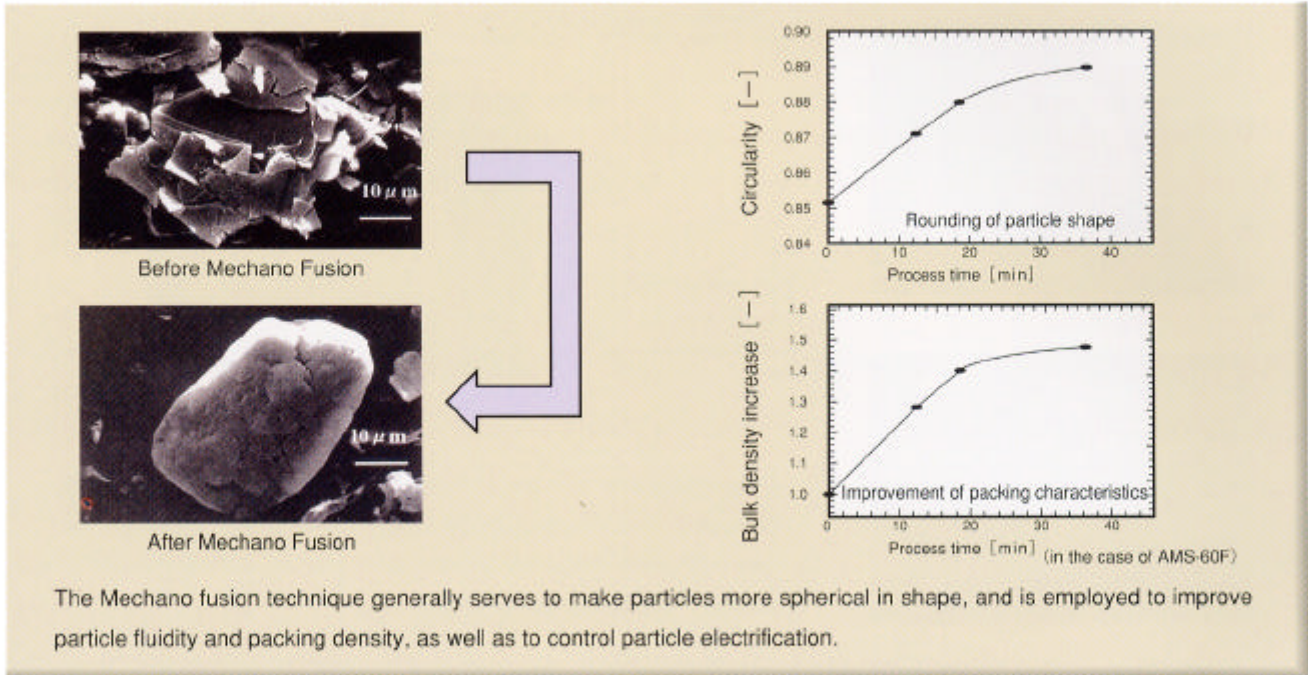 10 μ m
Before Mechano Fusion
10 μ m
After Mechano Fusion
Circularity [−]
0.90
0.89
0.88
0.87
0.86
0.85
0.84
Rounding of particle shape
0 10 20 30 40
Process time [min]
Bulk density increase [−]
1.6
1.5
1.4
1.3
1.2
1.1
1.0
Improvement of packing characteristics
0 10 20 30 40
Process time [min] (in the case of AMS-60F)
The Mechano fusion technique generally serves to make particles more spherical in shape, and is employed to improve
particle fluidity and packing density, as well as to control particle electrification.